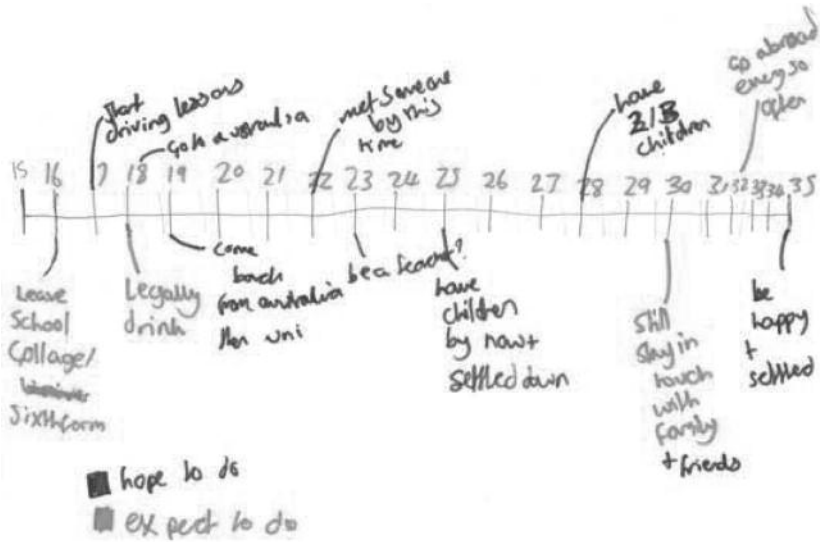 start
driving lessons
go to australia
met someone
by this
time
have
2/3
children
go abroad
every so
often
15 16 17 18 19 20 21 22 23 24 25 26 27 28 29 30 31 32 33 34 35
Leave
School
Collage/
Sixthform
Legally
drink
come
back
from australia
then uni
be a teacher?
have
children
by now +
settled down
Still
stay in
touch
with
family
+ friends
be
happy
+
settled
hope to do
expect to do